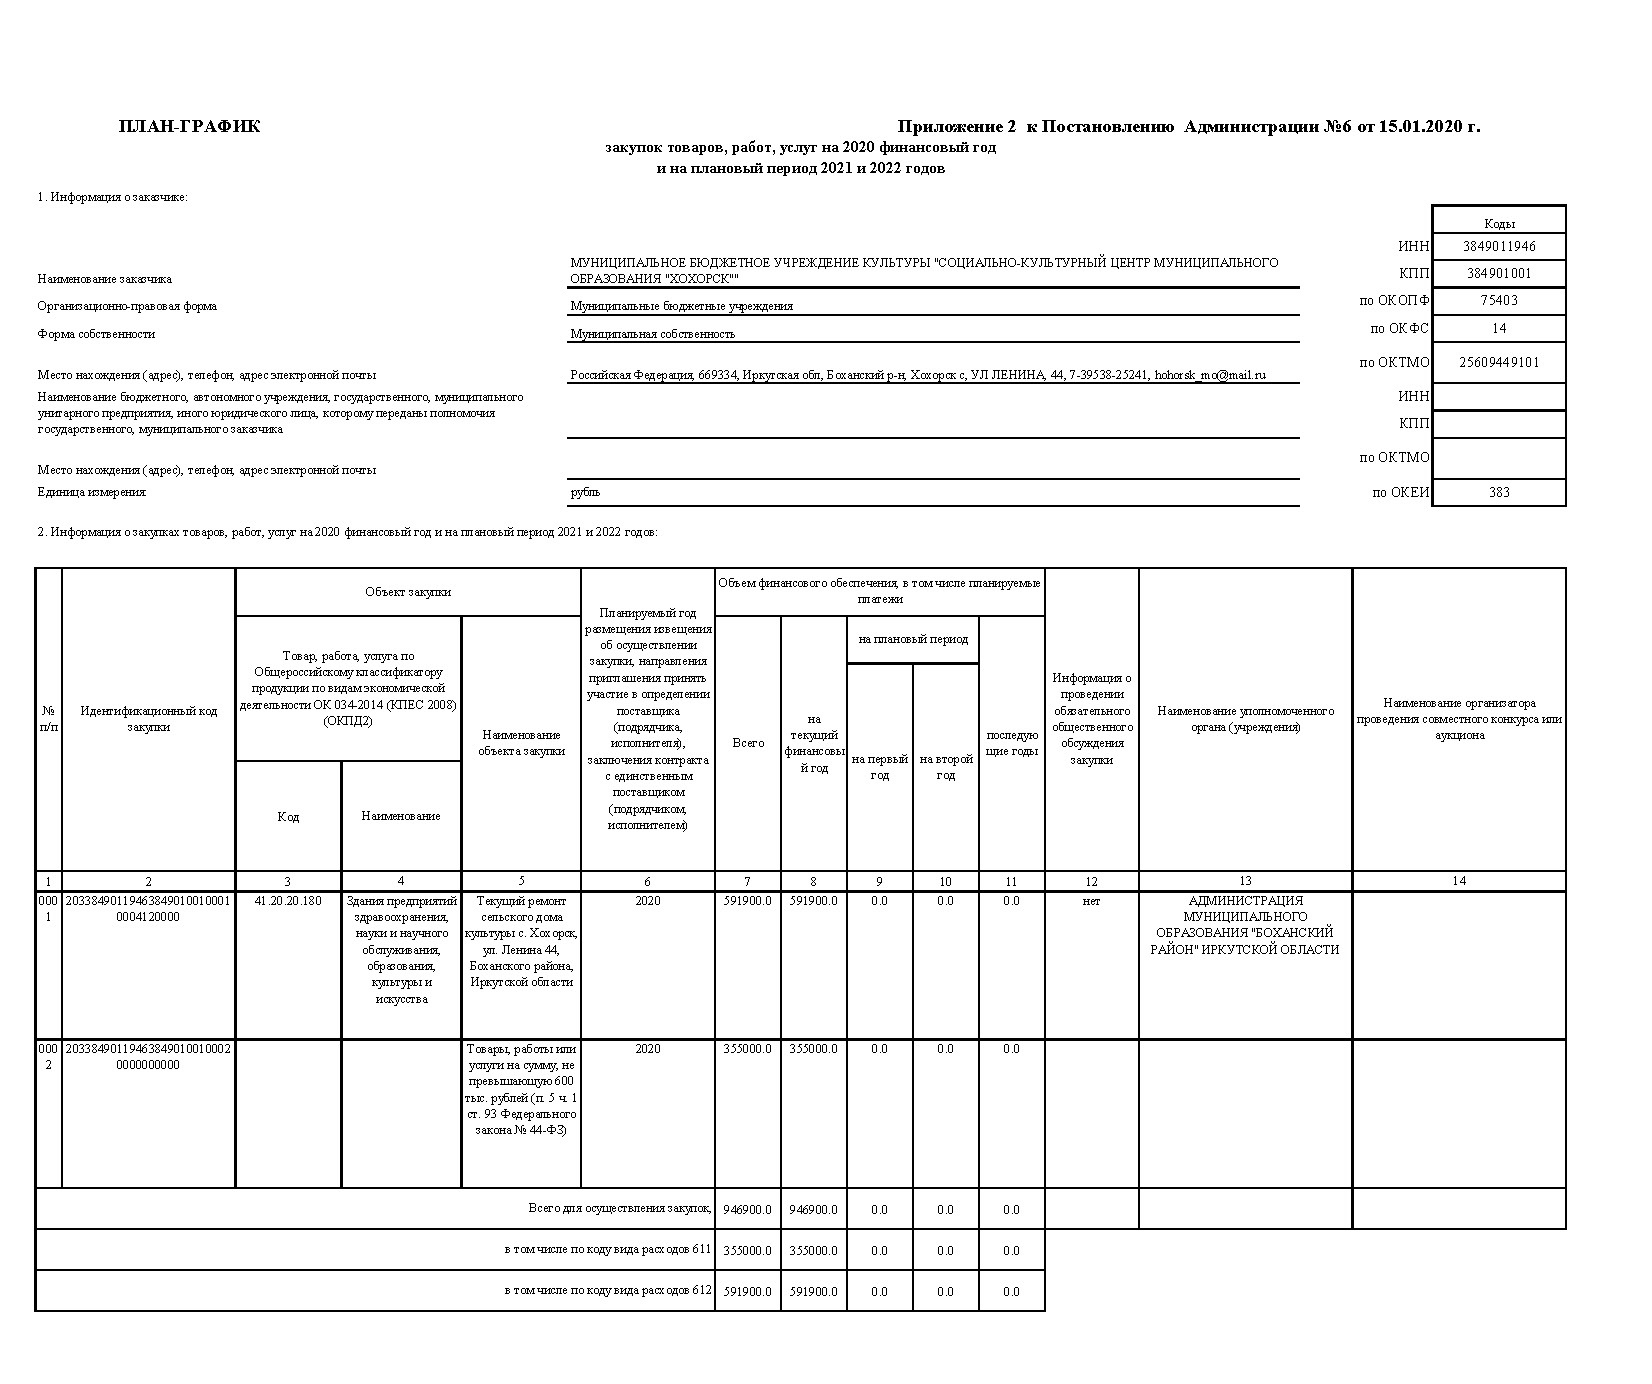 ПЛАН-ГРАФИК
Приложение 2 к Постановлению Администрации №6 от 15.01.2020 г.
закупок товаров, работ, услуг на 2020 финансовый год
и на плановый период 2021 и 2022 годов
1. Информация о заказчике:
Коды
ИНН 3849011946
Наименование заказчика
МУНИЦИПАЛЬНОЕ БЮДЖЕТНОЕ УЧРЕЖДЕНИЕ КУЛЬТУРЫ "СОЦИАЛЬНО-КУЛЬТУРНЫЙ ЦЕНТР МУНИЦИПАЛЬНОГО
ОБРАЗОВАНИЯ "ХОХОРСК""
КПП 384901001
Организационно-правовая форма
Муниципальные бюджетные учреждения
по ОКОПФ 75403
Форма собственности
Муниципальная собственность
по ОКФС 14
Место нахождения (адрес), телефон, адрес электронной почты
Российская Федерация, 669334, Иркутская обл, Боханский р-н, Хохорск с, УЛ ЛЕНИНА, 44, 7-39538-25241, hohorsk_mo@mail.ru
по ОКТМО 25609449101
Наименование бюджетного, автономного учреждения, государственного, муниципального
унитарного предприятия, иного юридического лица, которому переданы полномочия
государственного, муниципального заказчика
ИНН
КПП
Место нахождения (адрес), телефон, адрес электронной почты
по ОКТМО
Единица измерения:
рубль
по ОКЕИ 383
2. Информация о закупках товаров, работ, услуг на 2020 финансовый год и на плановый период 2021 и 2022 годов:
№
п/п
Идентификационный код
закупки
Объект закупки
Товар, работа, услуга по
Общероссийскому классификатору
продукции по видам экономической
деятельности ОК 034-2014 (КПЕС 2008)
(ОКПД2)
Код
Наименование
Наименование
объекта закупки
Планируемый год
размещения извещения
об осуществлении
закупки, направления
приглашения принять
участие в определении
поставщика
(подрядчика,
исполнителя),
заключения контракта
с единственным
поставщиком
(подрядчиком,
исполнителем)
Объем финансового обеспечения, в том числе планируемые
платежи
Всего
на
текущий
финансовы
й год
на плановый период
на первый
год
на второй
год
последую
щие годы
Информация о
проведении
обязательного
общественного
обсуждения
закупки
Наименование уполномоченного
органа (учреждения)
Наименование организатора
проведения совместного конкурса или
аукциона
1 2 3 4 5 6 7 8 9 10 11 12 13 14
000
1
20338490119463849010010001
0004120000
41.20.20.180
Здания предприятий
здравоохранения,
науки и научного
обслуживания,
образования,
культуры и
искусства
Текущий ремонт
сельского дома
культуры с. Хохорск,
ул. Ленина 44,
Боханского района,
Иркутской области
2020 591900.0 591900.0 0.0 0.0 0.0 нет
АДМИНИСТРАЦИЯ
МУНИЦИПАЛЬНОГО
ОБРАЗОВАНИЯ "БОХАНСКИЙ
РАЙОН" ИРКУТСКОЙ ОБЛАСТИ
000
2
20338490119463849010010002
0000000000
Товары, работы или
услуги на сумму, не
превышающую 600
тыс. рублей (п. 5 ч. 1
ст. 93 Федерального
закона № 44-ФЗ)
2020 355000.0 355000.0 0.0 0.0 0.0
Всего для осуществления закупок, 946900.0 946900.0 0.0 0.0 0.0
в том числе по коду вида расходов 611 355000.0 355000.0 0.0 0.0 0.0
в том числе по коду вида расходов 612 591900.0 591900.0 0.0 0.0 0.0